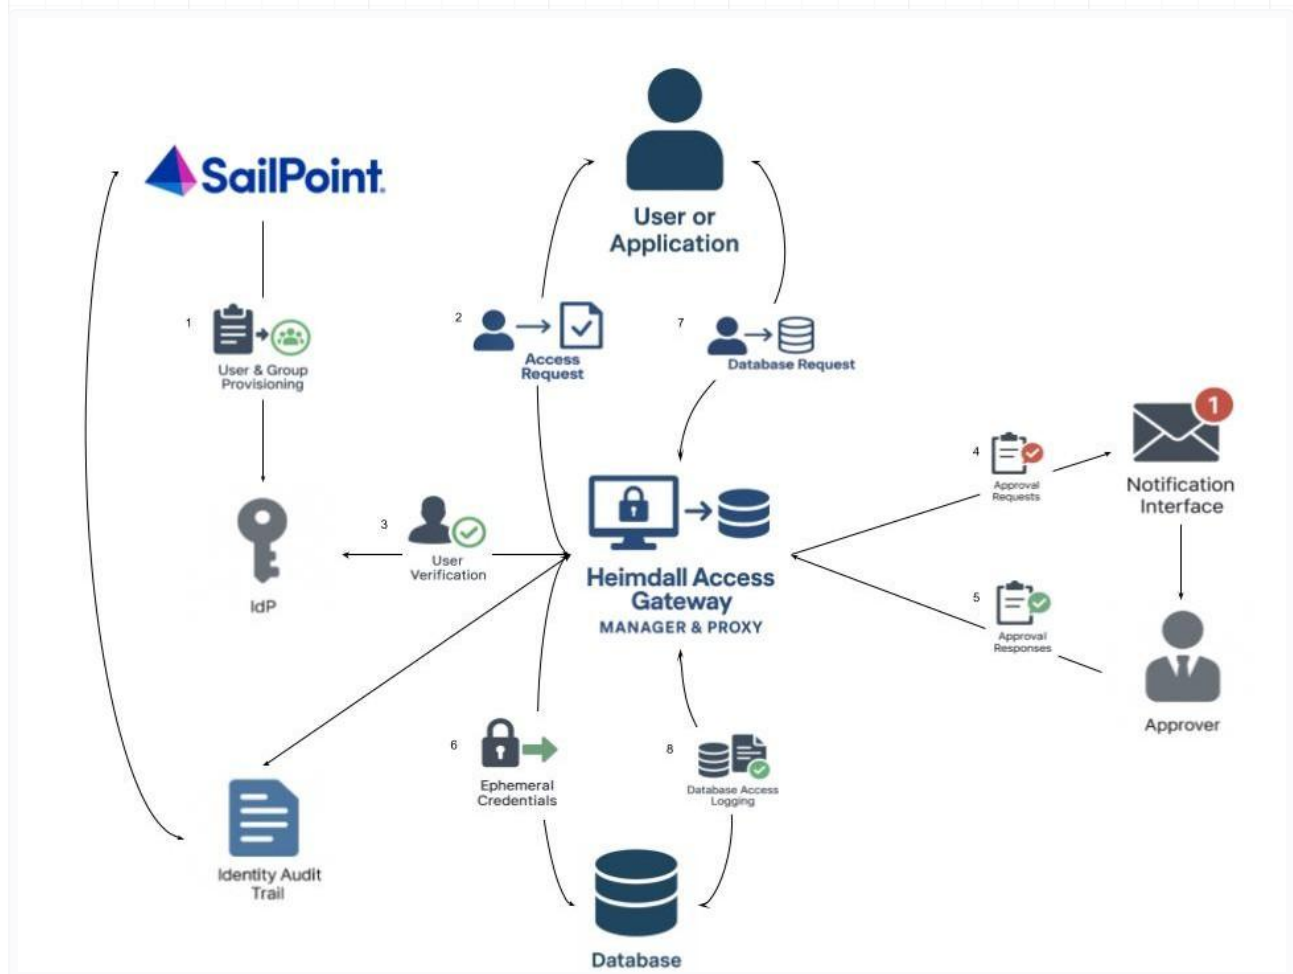 SailPoint.
User or
Application
1
User & Group
Provisioning
2
Access
Request
7
Database Request
1
Notification
Interface
4
Approval
Requests
3
User
Verification
IdP
Heimdall Access
Gateway
MANAGER & PROXY
5
Approval
Responses
Approver
6
Ephemeral
Credentials
8
Database Access
Logging
Identity Audit
Trail
Database